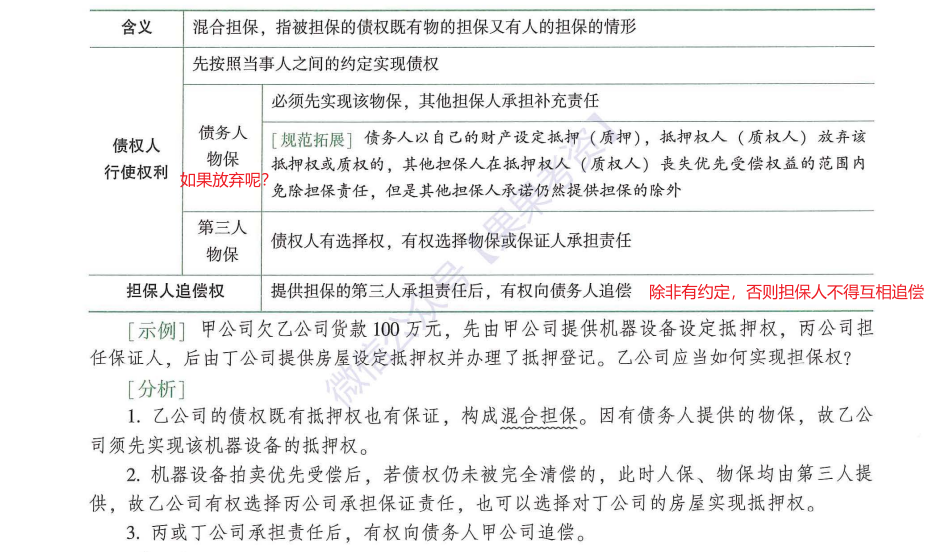 含义
混合担保，指被担保的债权既有物的担保又有人的担保的情形
债权人
行使权利
先按照当事人之间的约定实现债权
债务人
物保
如果放弃呢？
必须先实现该物保，其他担保人承担补充责任
［规范拓展］ 债务人以自己的财产设定抵押（质押），抵押权人（质权人）放弃该
抵押权或质权的，其他担保人在抵押权人（质权人）丧失优先受偿权益的范围内
免除担保责任，但是其他担保人承诺仍然提供担保的除外
第三人
物保
债权人有选择权，有权选择物保或保证人承担责任
担保人追偿权
提供担保的第三人承担责任后，有权向债务人追偿
除非有约定，否则担保人不得互相追偿
［示例］ 甲公司欠乙公司货款 100 万元，先由甲公司提供机器设备设定抵押权，丙公司担
任保证人，后由丁公司提供房屋设定抵押权并办理了抵押登记。乙公司应当如何实现担保权？
［分析］
1. 乙公司的债权既有抵押权也有保证，构成混合担保。因有债务人提供的物保，故乙公
司须先实现该机器设备的抵押权。
2. 机器设备拍卖优先受偿后，若债权仍未被完全清偿的，此时人保、物保均由第三人提
供，故乙公司有权选择丙公司承担保证责任，也可以选择对丁公司的房屋实现抵押权。
3. 丙或丁公司承担责任后，有权向债务人甲公司追偿。
微信公众号【果果考资】